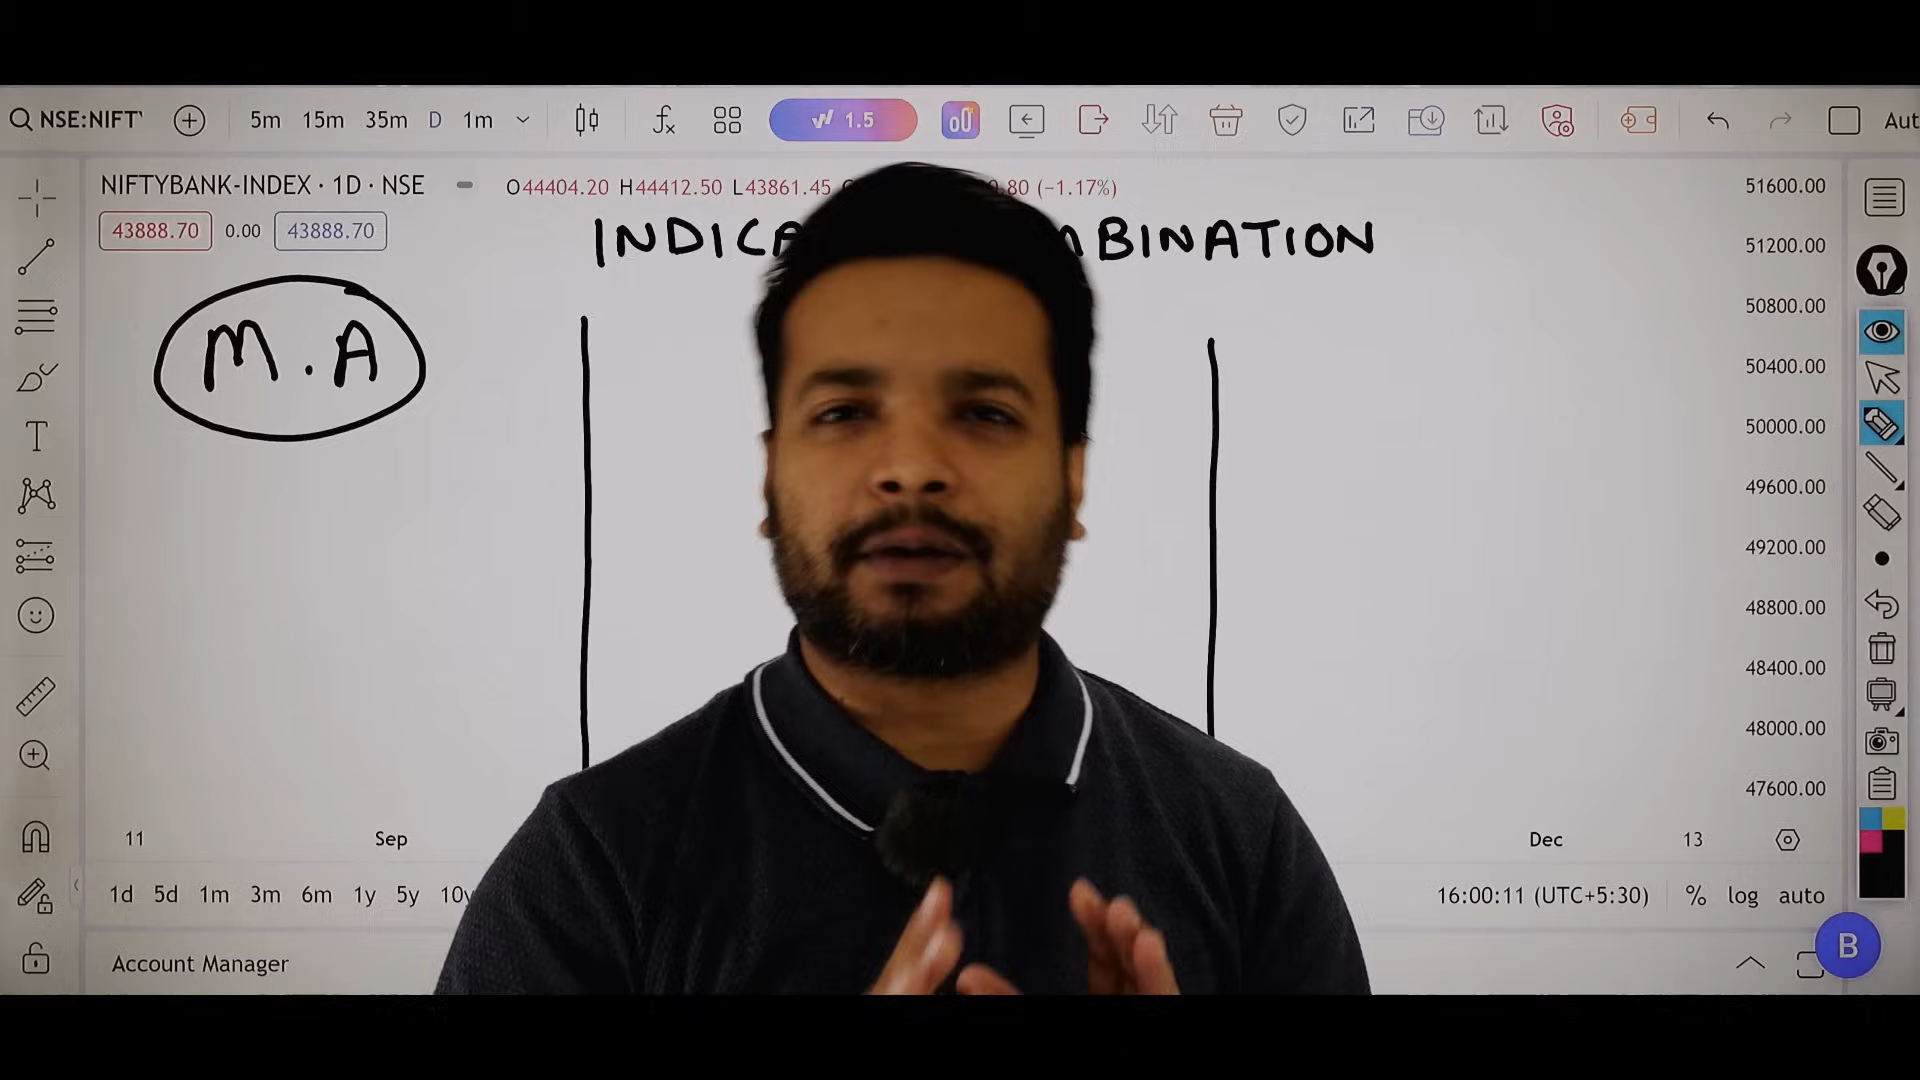 NSE:NIFT
5m 15m 35m D 1m
1.5
Aut
NIFTYBANK-INDEX · 1D · NSE
O44404.20 H44412.50 L43861.45
.80 (−1.17%)
43888.70 0.00 43888.70
INDICA
BINATION
M.A
51600.00
51200.00
50800.00
50400.00
50000.00
49600.00
49200.00
48800.00
48400.00
48000.00
47600.00
11 Sep Dec 13
1d 5d 1m 3m 6m 1y 5y 10y
16:00:11 (UTC+5:30) % log auto
Account Manager
B